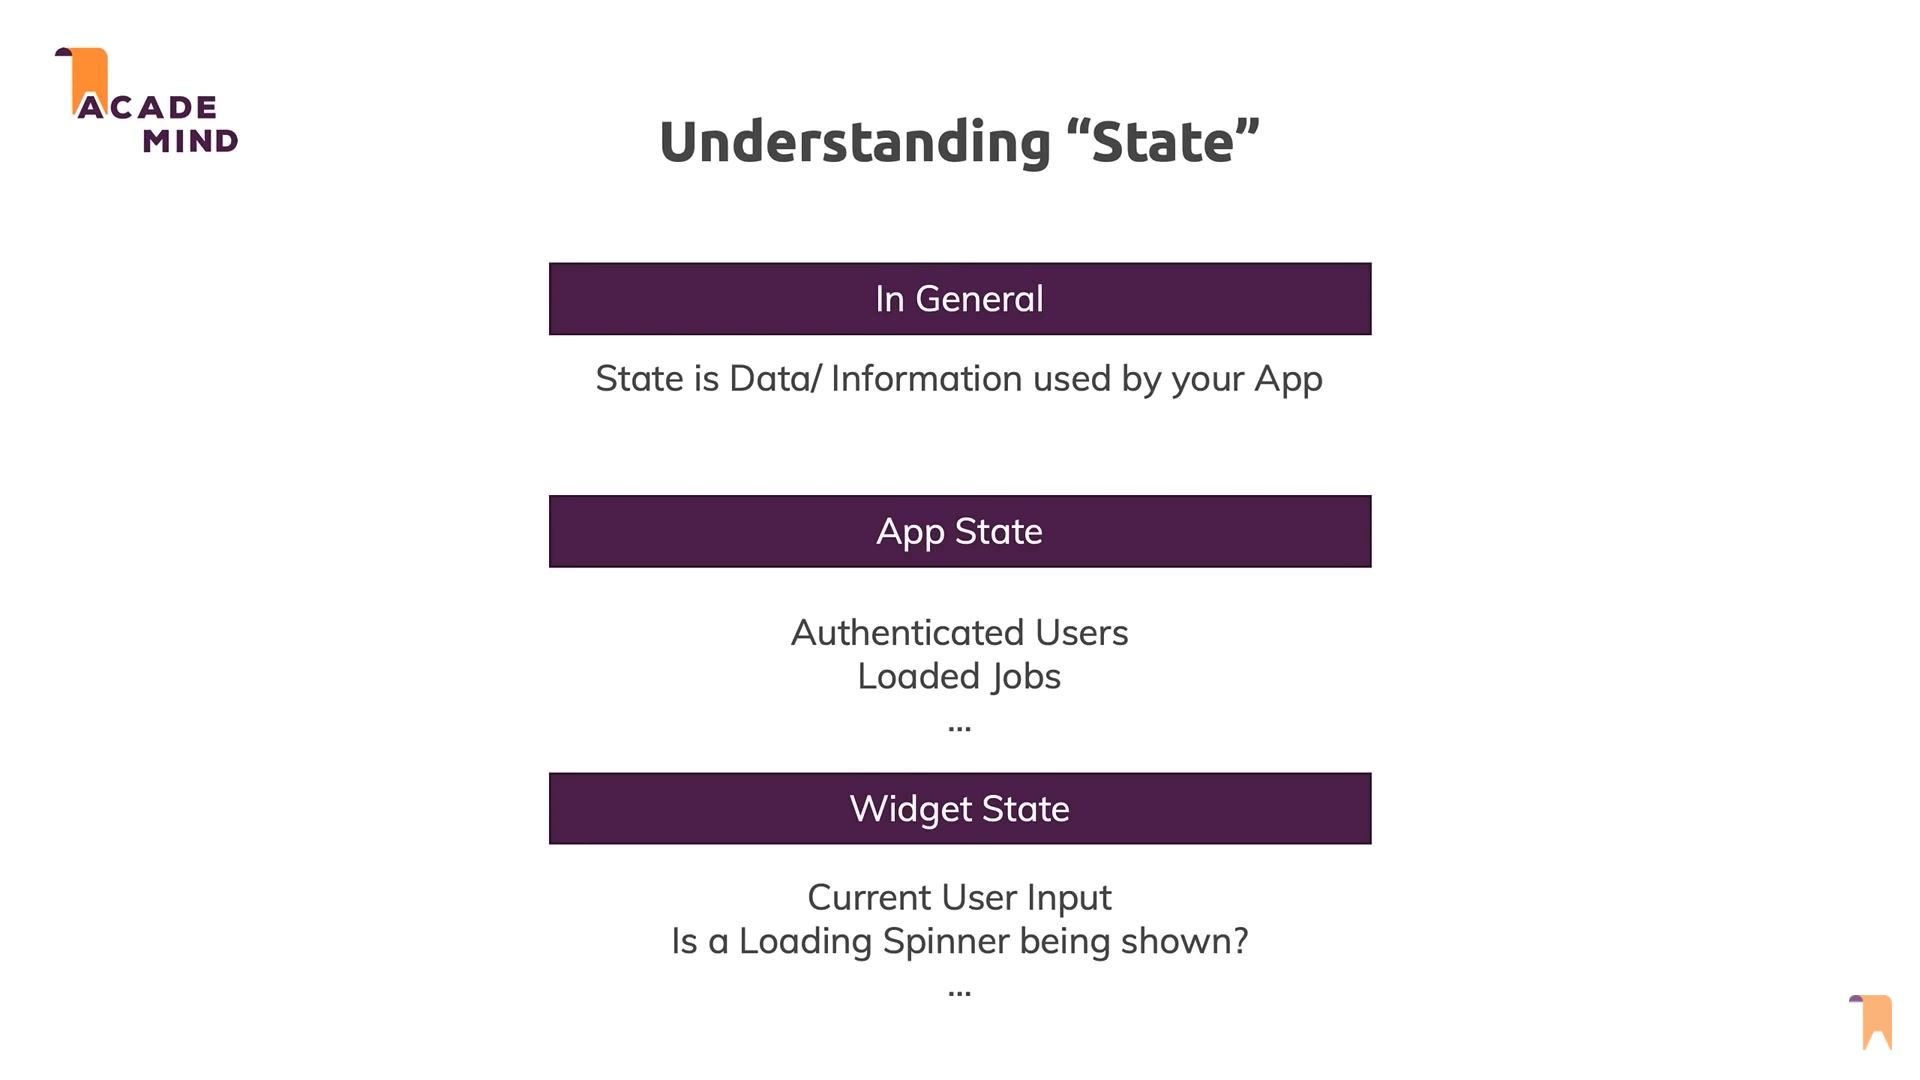 ACADE
MIND
Understanding “State”
In General
State is Data/ Information used by your App
App State
Authenticated Users
Loaded Jobs
...
Widget State
Current User Input
Is a Loading Spinner being shown?
...